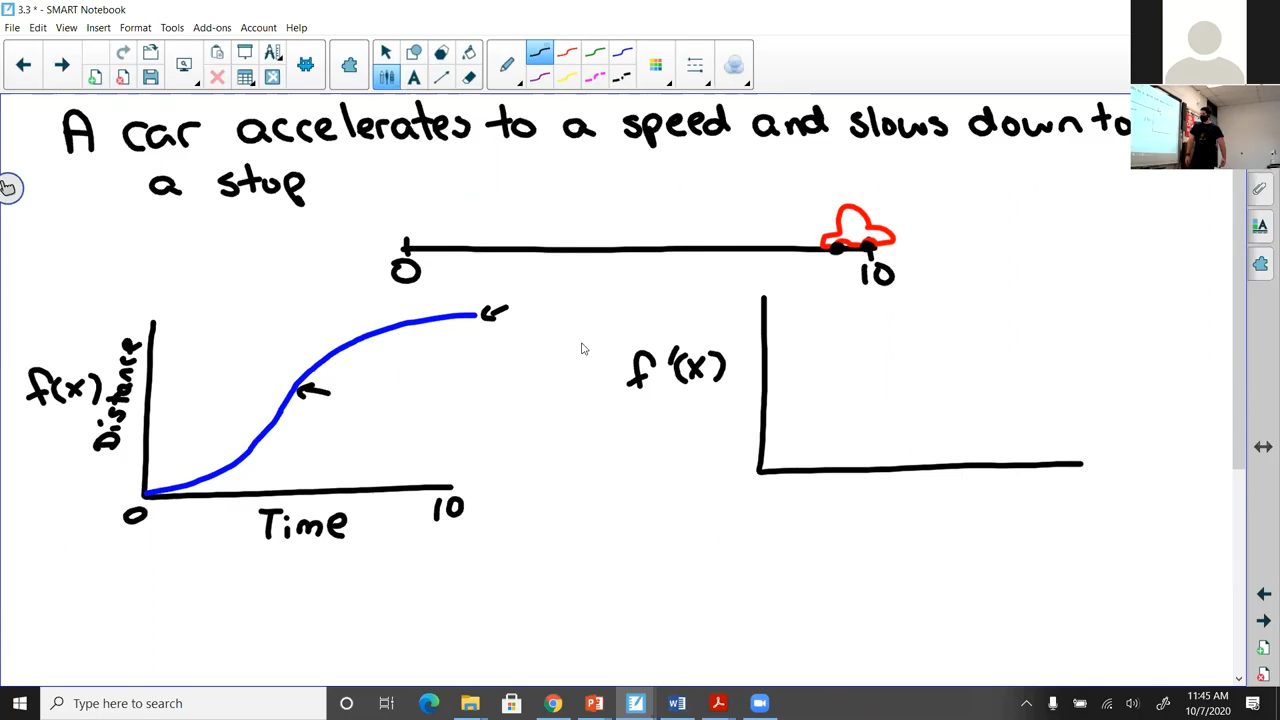 3.3 * - SMART Notebook
File Edit View Insert Format Tools Add-ons Account Help
A car accelerates to a speed and slows down to
a stop
0 10
f(x) Distance
f'(x)
0 Time 10
Type here to search
11:45 AM
10/7/2020